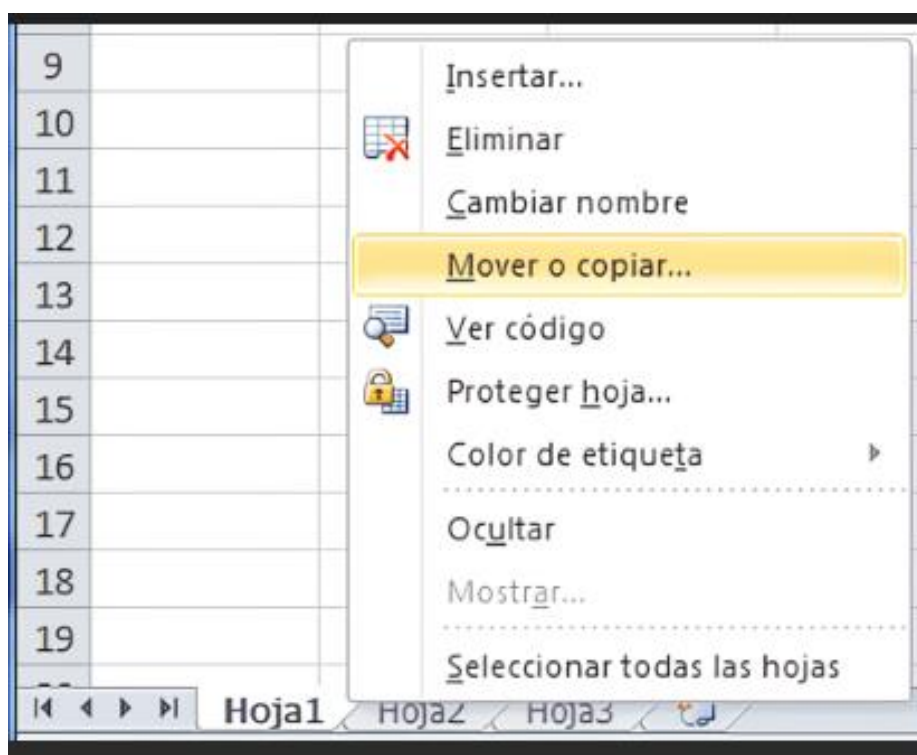 9
10
11
12
13
14
15
16
17
18
19
Insertar...
Eliminar
Cambiar nombre
Mover o copiar...
Ver código
Proteger hoja...
Color de etiqueta
Ocultar
Mostrar...
Seleccionar todas las hojas
Hoja1 Hoja2 Hoja3